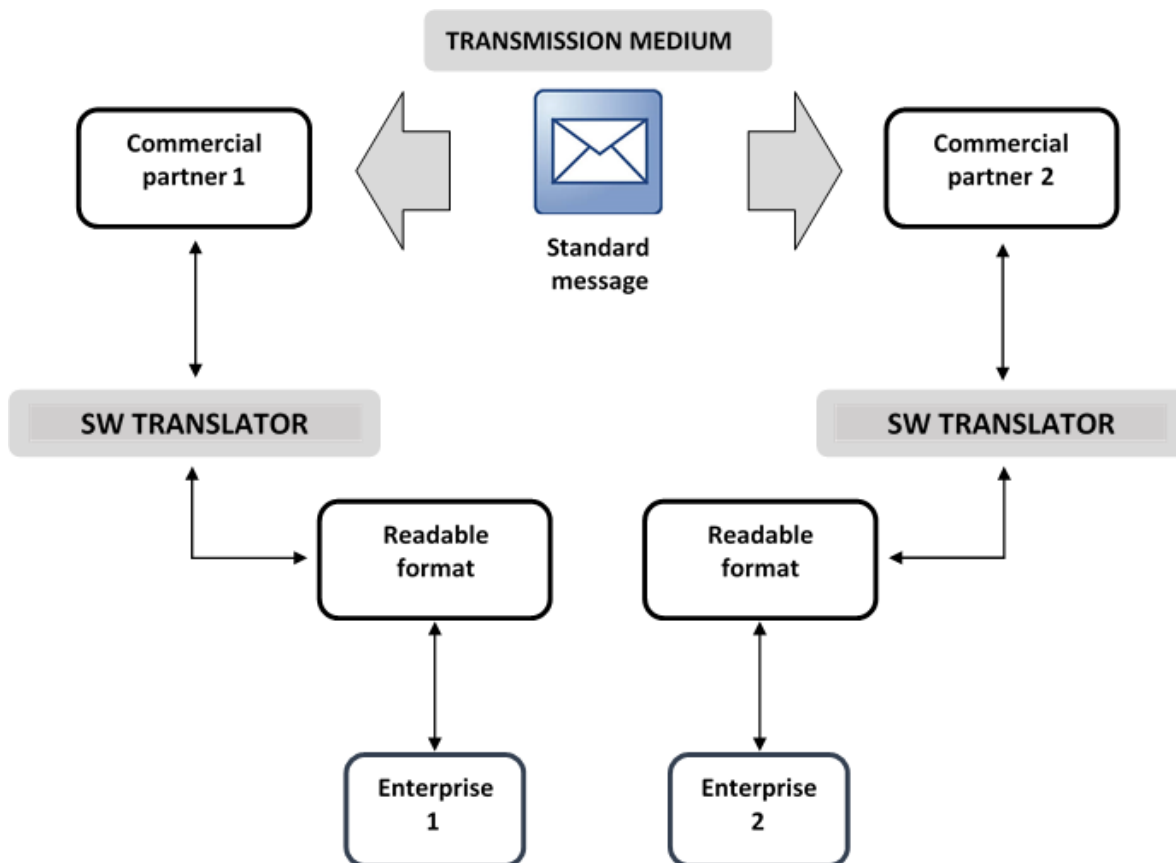 TRANSMISSION MEDIUM
Commercial
partner 1
Commercial
partner 2
Standard
message
SW TRANSLATOR
SW TRANSLATOR
Readable
format
Readable
format
Enterprise
1
Enterprise
2